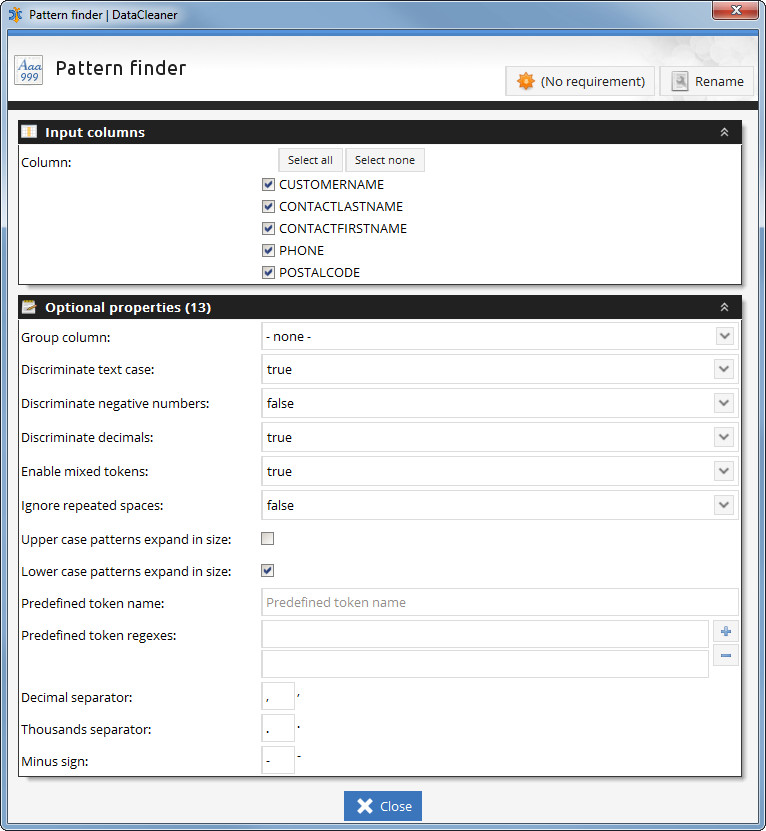 Pattern finder | DataCleaner
Aaa
999
Pattern finder
(No requirement)
Rename
Input columns
Column:
Select all
Select none
CUSTOMERNAME
CONTACTLASTNAME
CONTACTFIRSTNAME
PHONE
POSTALCODE
Optional properties (13)
Group column:
- none -
Discriminate text case:
true
Discriminate negative numbers:
false
Discriminate decimals:
true
Enable mixed tokens:
true
Ignore repeated spaces:
false
Upper case patterns expand in size:
Lower case patterns expand in size:
Predefined token name:
Predefined token name
Predefined token regexes:
Decimal separator:
, ,
Thousands separator:
. .
Minus sign:
- -
Close